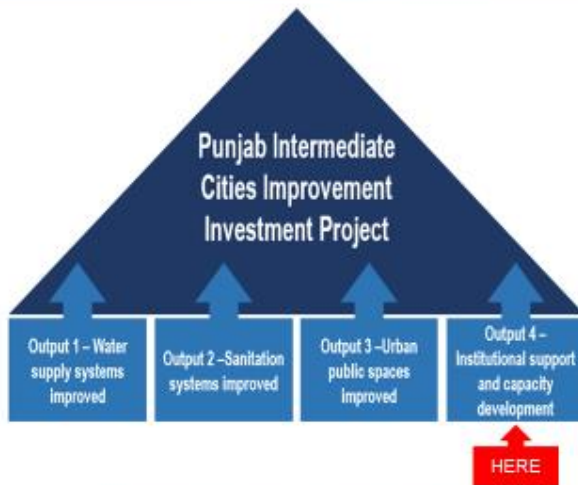 Punjab Intermediate
Cities Improvement
Investment Project
Output 1 – Water
supply systems
improved
Output 2 –Sanitation
systems improved
Output 3 –Urban
public spaces
improved
Output 4 –
Institutional support
and capacity
development
HERE